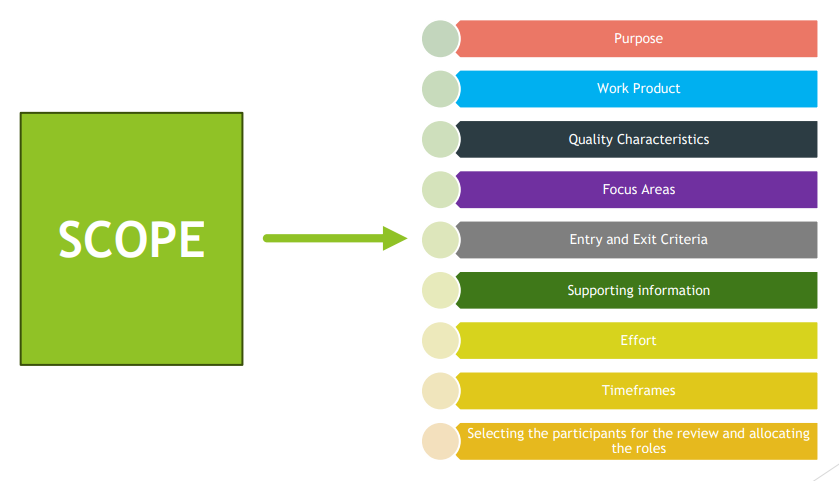 SCOPE
Purpose
Work Product
Quality Characteristics
Focus Areas
Entry and Exit Criteria
Supporting information
Effort
Timeframes
Selecting the participants for the review and allocating
the roles